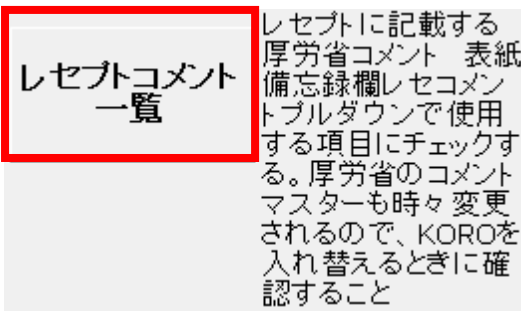 レセプトコメント
一覧
レセプトに記載する
厚労省コメント　表紙
備忘録欄レセコメン
トプルダウンで使用
する項目にチェックす
る。厚労省のコメント
マスターも時々変更
されるので、KOROを
入れ替えるときに確
認すること